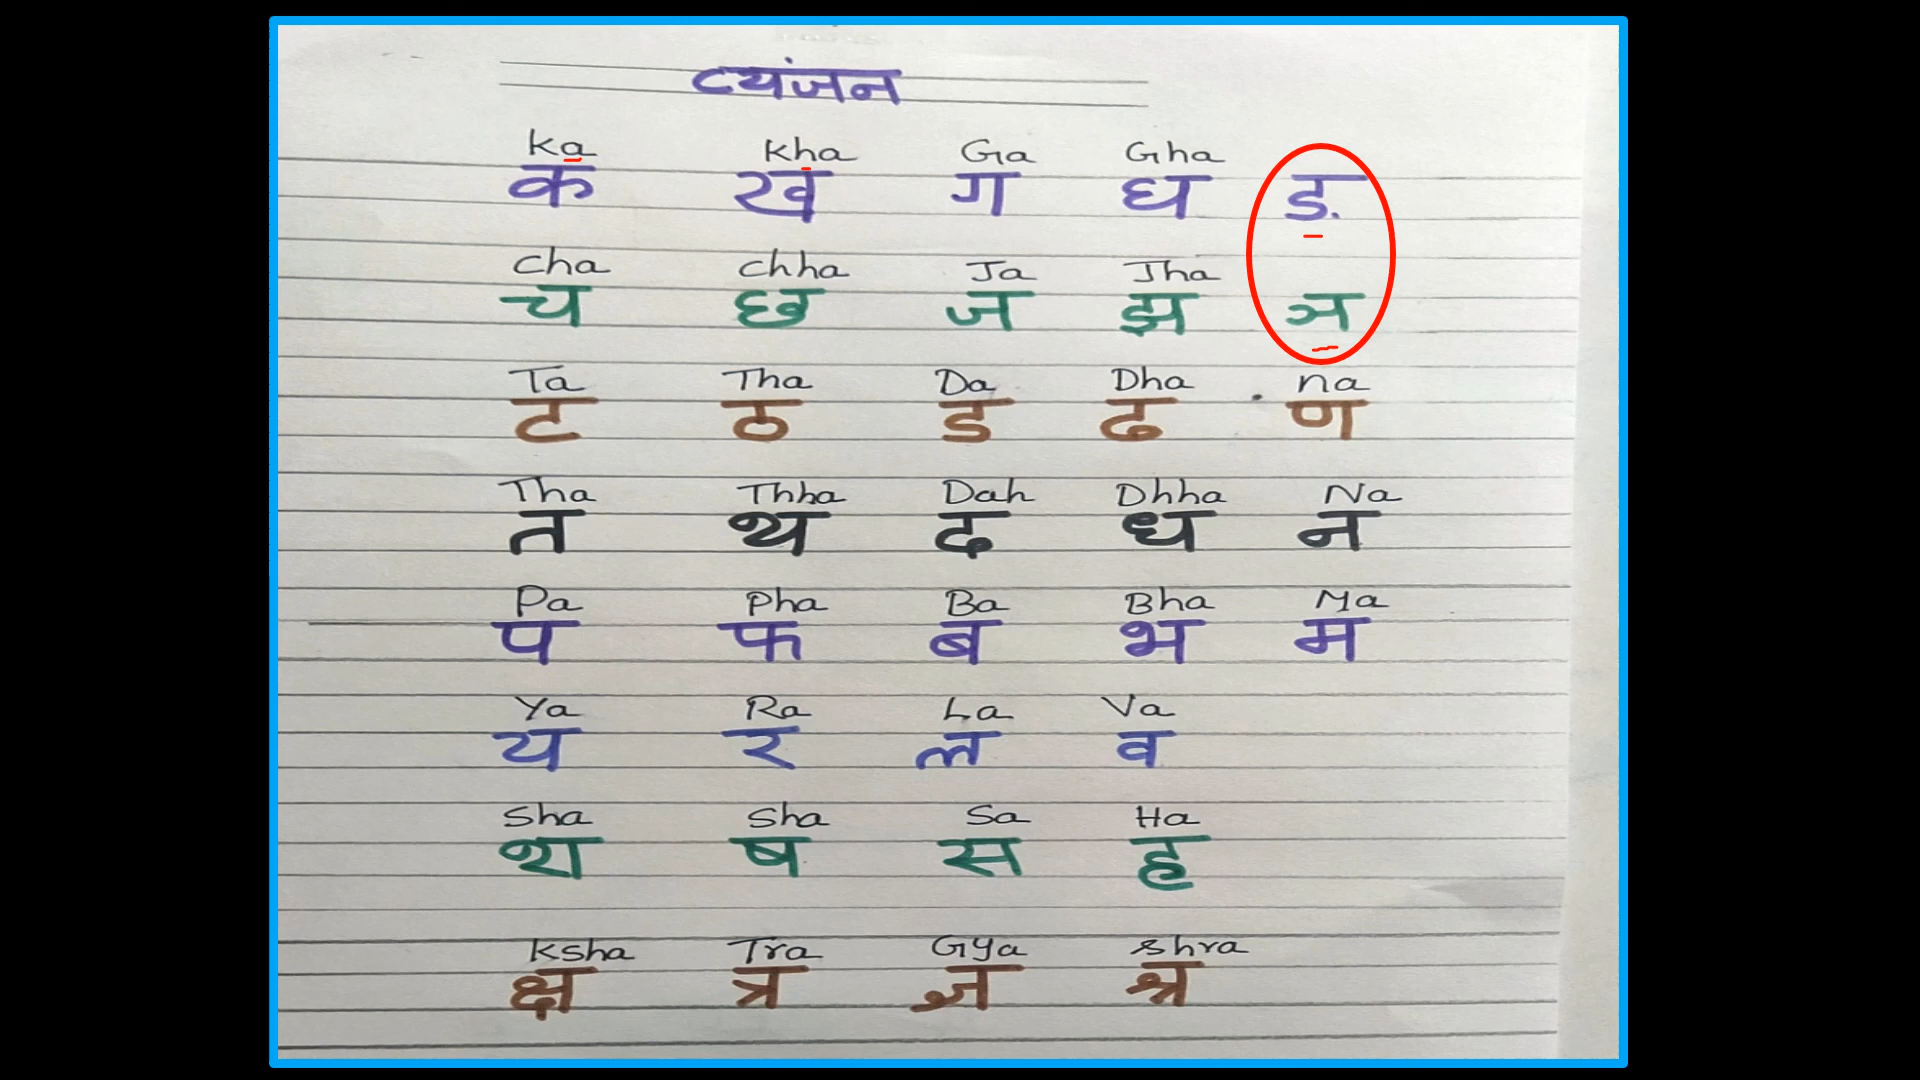 व्यंजन
ka kha Ga Gha
क ख ग घ ङ
cha chha Ja Jha
च छ ज झ ञ
Ta Tha Da Dha na
ट ठ ड ढ ण
Tha Thha Dah Dhha Na
त थ द ध न
Pa Pha Ba Bha Ma
प फ ब भ म
Ya Ra La Va
य र ल व
Sha Sha Sa Ha
श ष स ह
Ksha Tra Gya Shra
क्ष त्र ज्ञ श्र